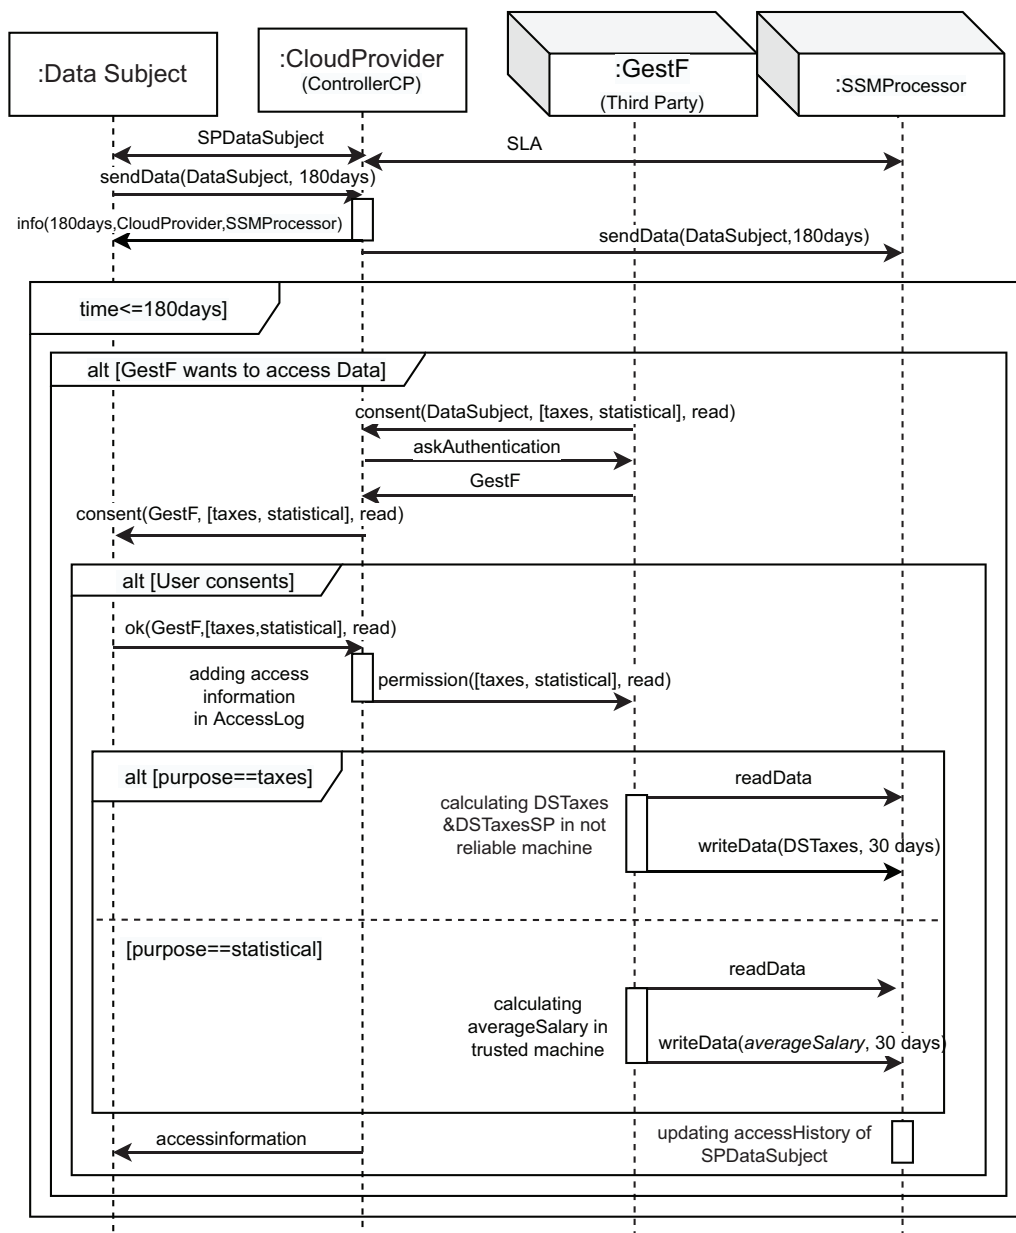 :Data Subject
:CloudProvider
(ControllerCP)
:GestF
(Third Party)
:SSMProcessor
SPDataSubject
SLA
sendData(DataSubject, 180days)
info(180days,CloudProvider,SSMProcessor)
sendData(DataSubject,180days)
time<=180days]
alt [GestF wants to access Data]
consent(DataSubject, [taxes, statistical], read)
askAuthentication
GestF
consent(GestF, [taxes, statistical], read)
alt [User consents]
ok(GestF,[taxes,statistical], read)
adding access
information
in AccessLog
permission([taxes, statistical], read)
alt [purpose==taxes]
readData
calculating DSTaxes
&DSTaxesSP in not
reliable machine
writeData(DSTaxes, 30 days)
[purpose==statistical]
readData
calculating
averageSalary in
trusted machine
writeData(averageSalary, 30 days)
accessinformation
updating accessHistory of
SPDataSubject